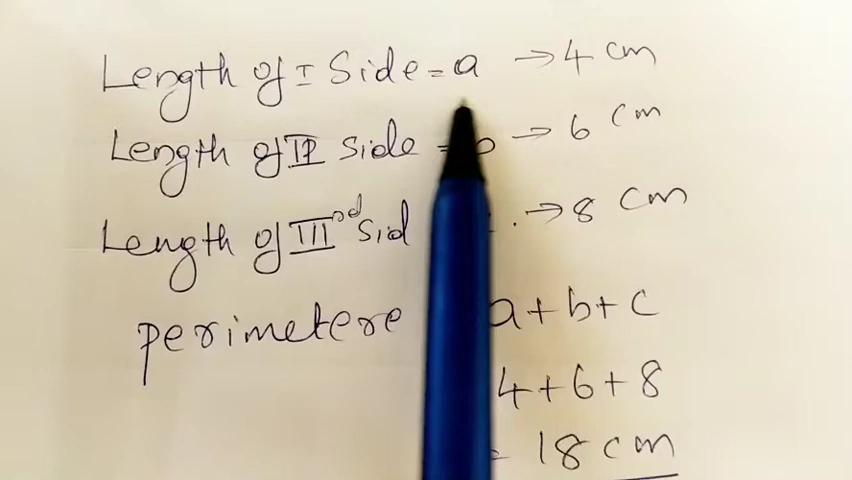 Length of I Side = a → 4 cm
Length of II side = b → 6 cm
Length of III rd Sid . → 8 cm
perimetere a + b + c
4 + 6 + 8
= 18 cm